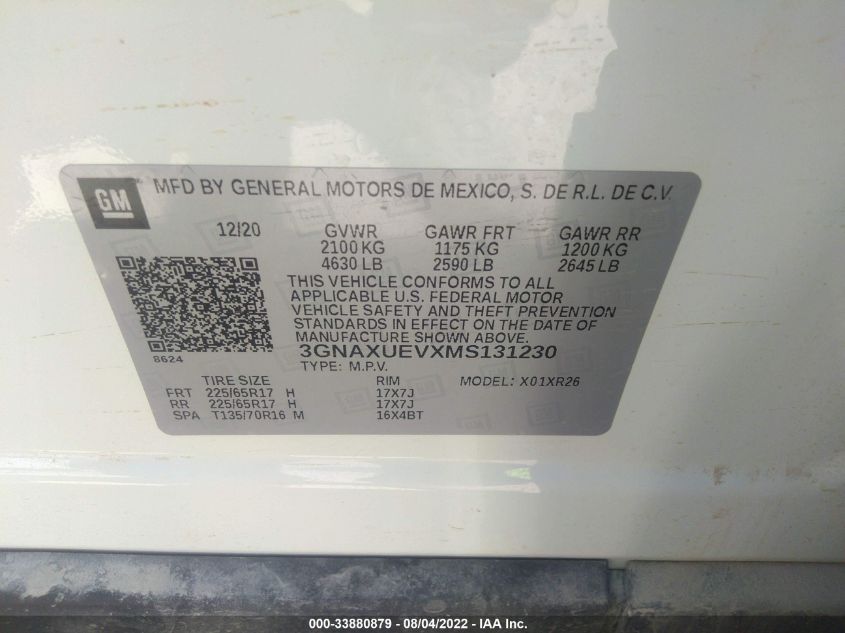 GM MFD BY GENERAL MOTORS DE MEXICO, S. DE R.L. DE C.V.
12/20 GVWR GAWR FRT GAWR RR
2100 KG 1175 KG 1200 KG
4630 LB 2590 LB 2645 LB
THIS VEHICLE CONFORMS TO ALL
APPLICABLE U.S. FEDERAL MOTOR
VEHICLE SAFETY AND THEFT PREVENTION
STANDARDS IN EFFECT ON THE DATE OF
MANUFACTURE SHOWN ABOVE.
8624 3GNAXUEVXMS131230
TYPE: M.P.V.
TIRE SIZE RIM MODEL: X01XR26
FRT 225/65R17 H 17X7J
RR 225/65R17 H 17X7J
SPA T135/70R16 M 16X4BT
000-33880879 - 08/04/2022 - IAA Inc.